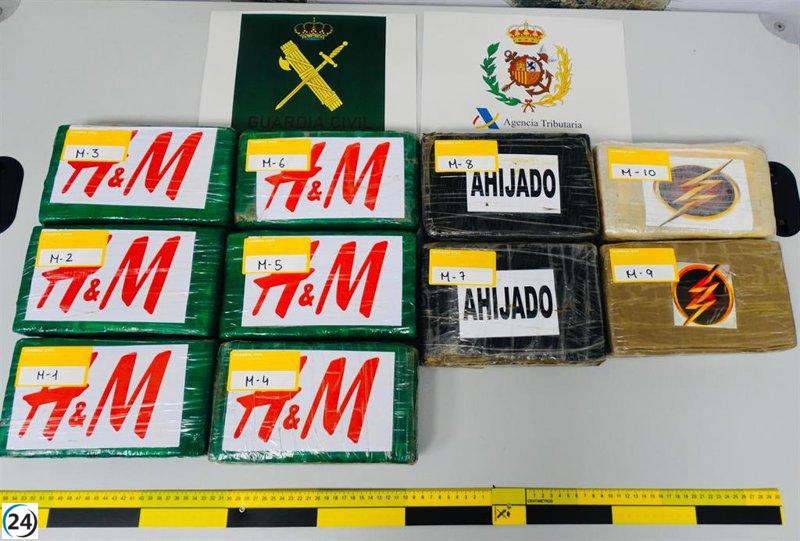 GUARDIA CIVIL
Agencia Tributaria
M-3
H&M
M-6
H&M
M-8
AHIJADO
M-10
M-2
H&M
M-5
H&M
M-7
AHIJADO
M-9
M-1
H&M
M-4
H&M
CENTIMETROS
24